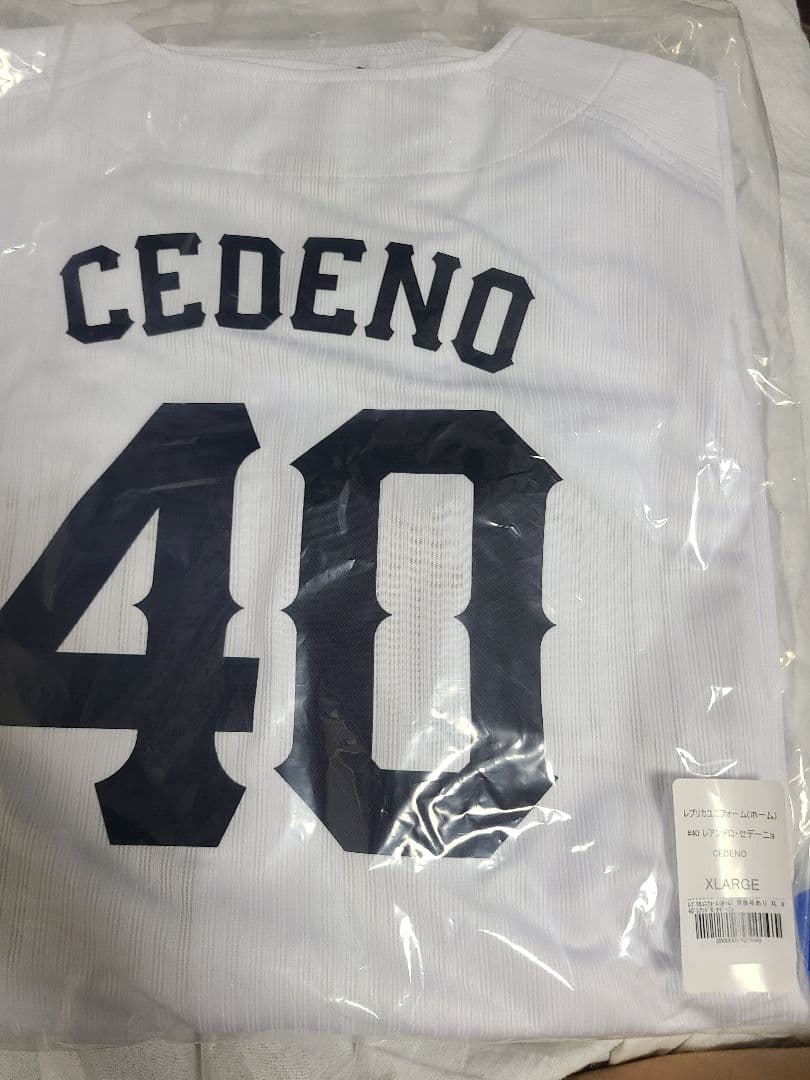 CEDENO
40
レプリカユニフォーム(ホーム)
#40 レアンドロ・セデーニョ
CEDENO
XLARGE